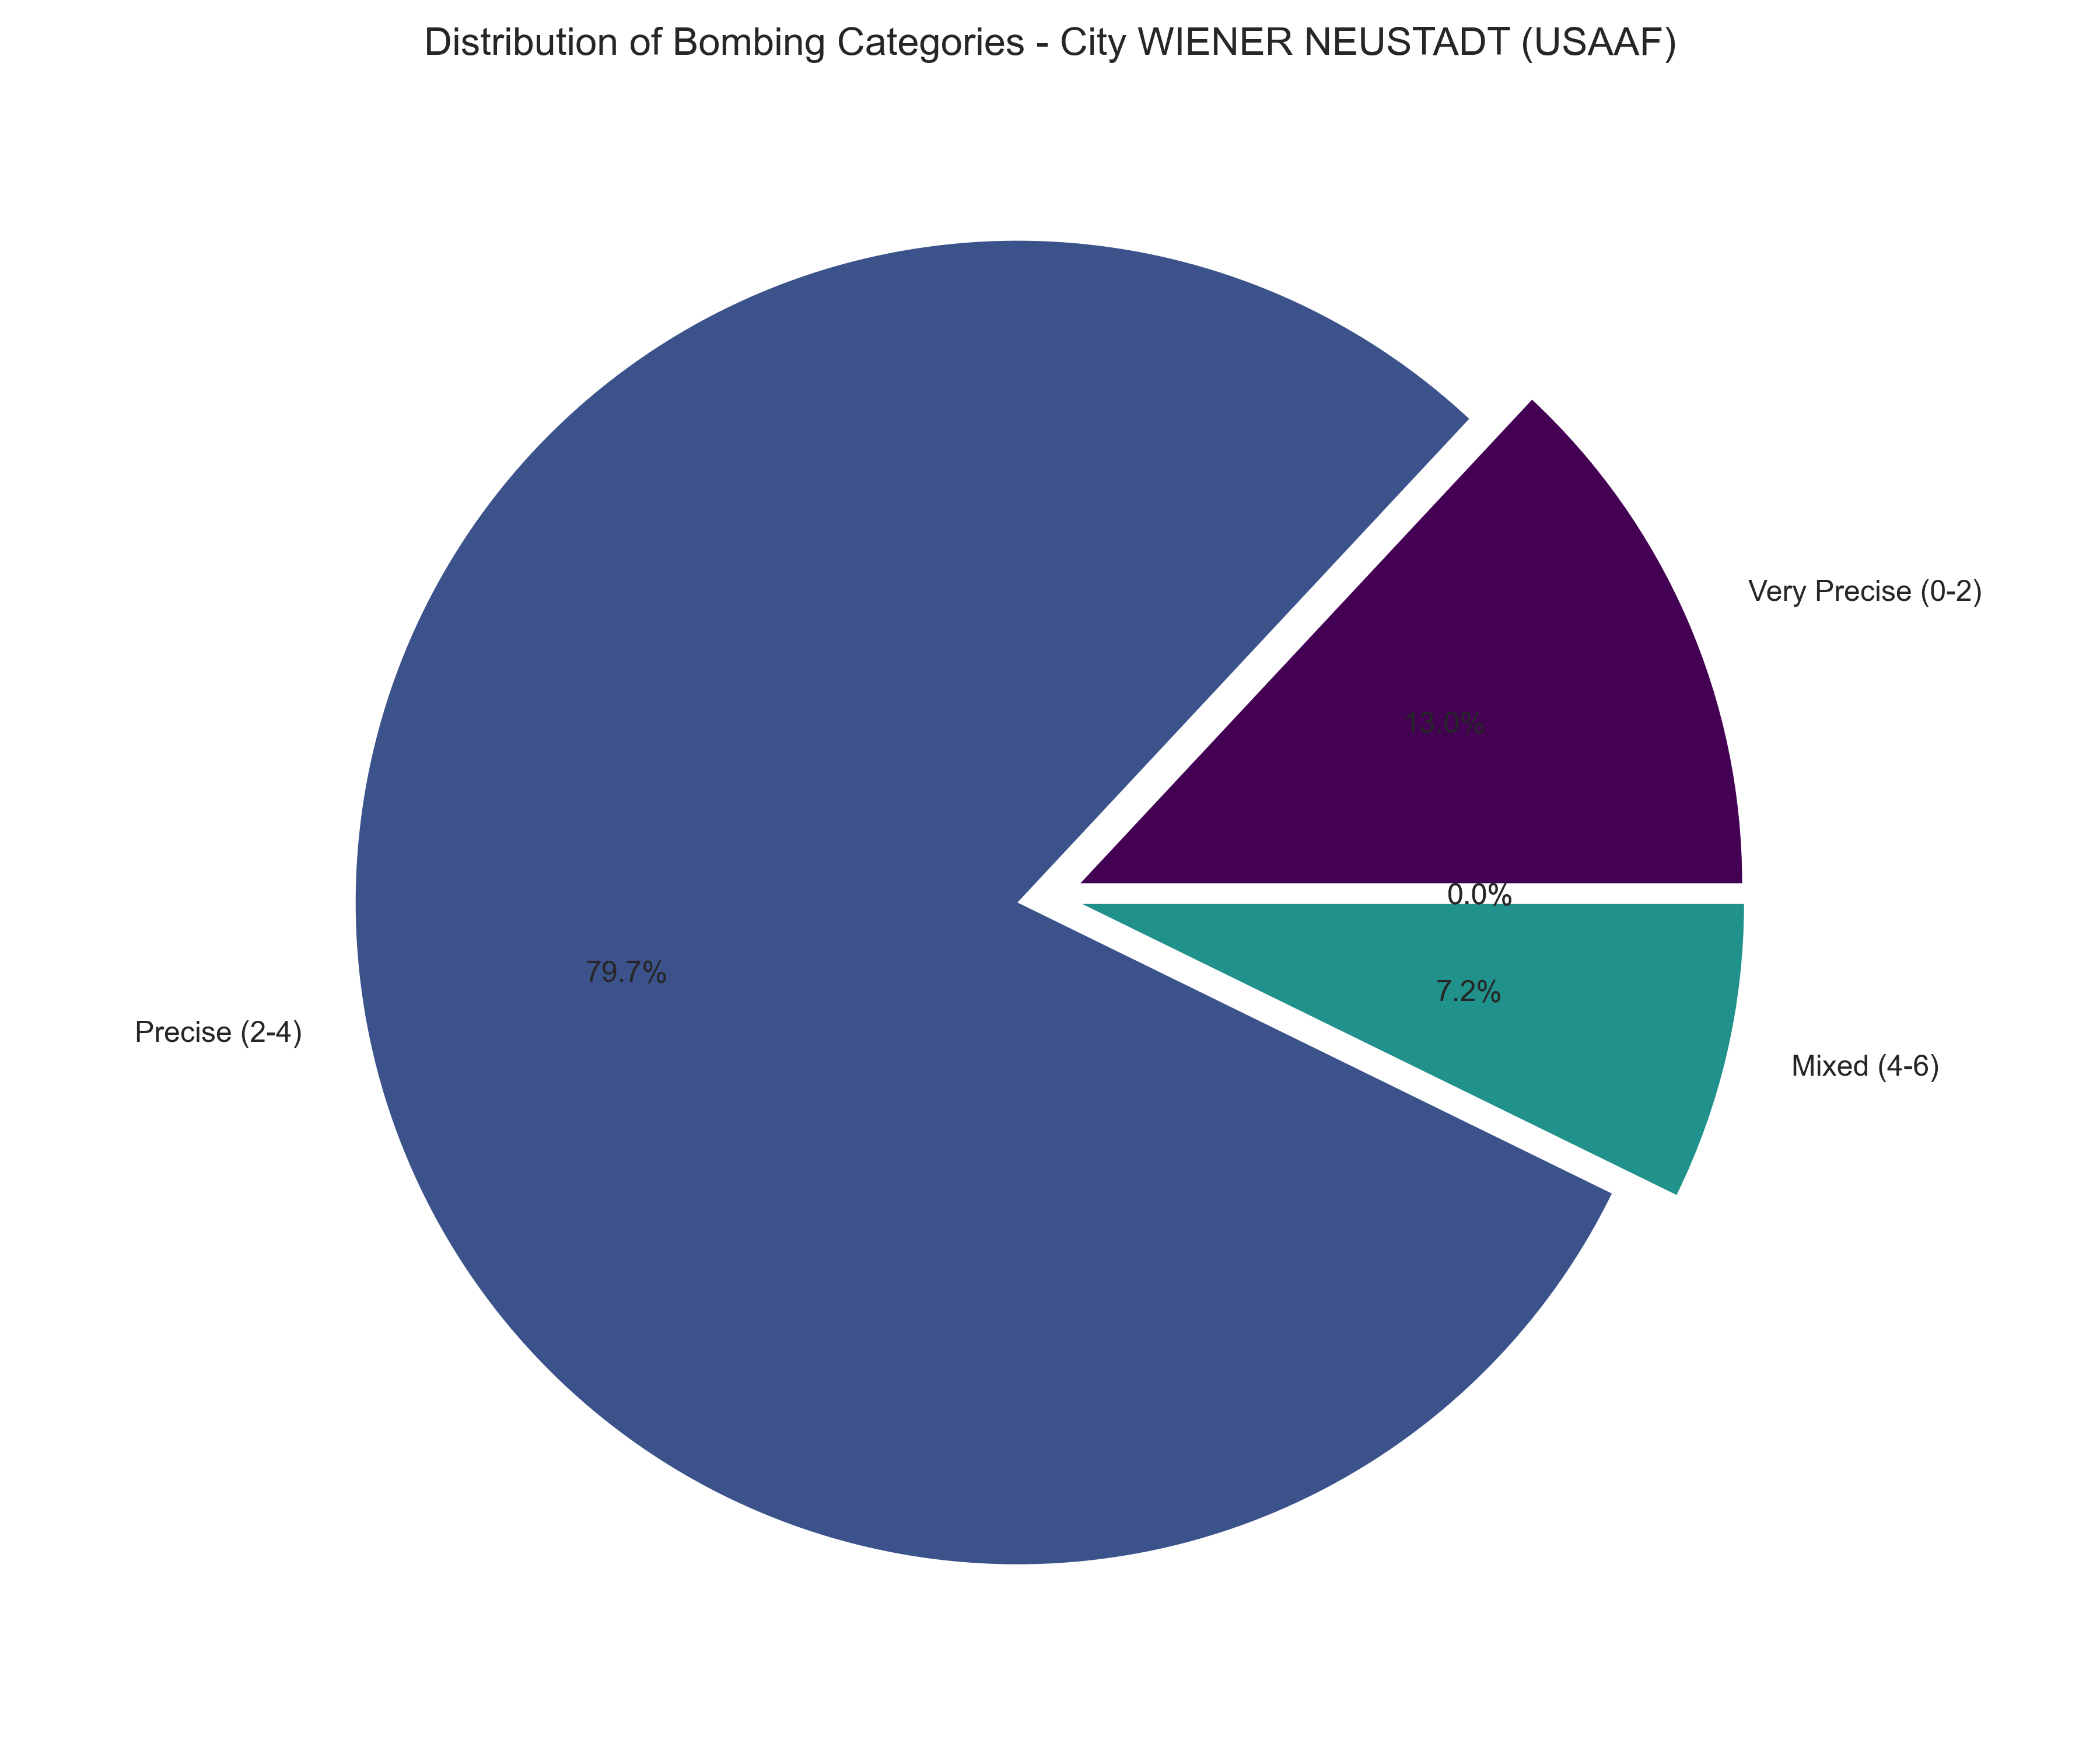 Distribution of Bombing Categories - City WIENER NEUSTADT (USAAF)
Very Precise (0-2)
13.0%
0.0%
79.7%
7.2%
Precise (2-4)
Mixed (4-6)